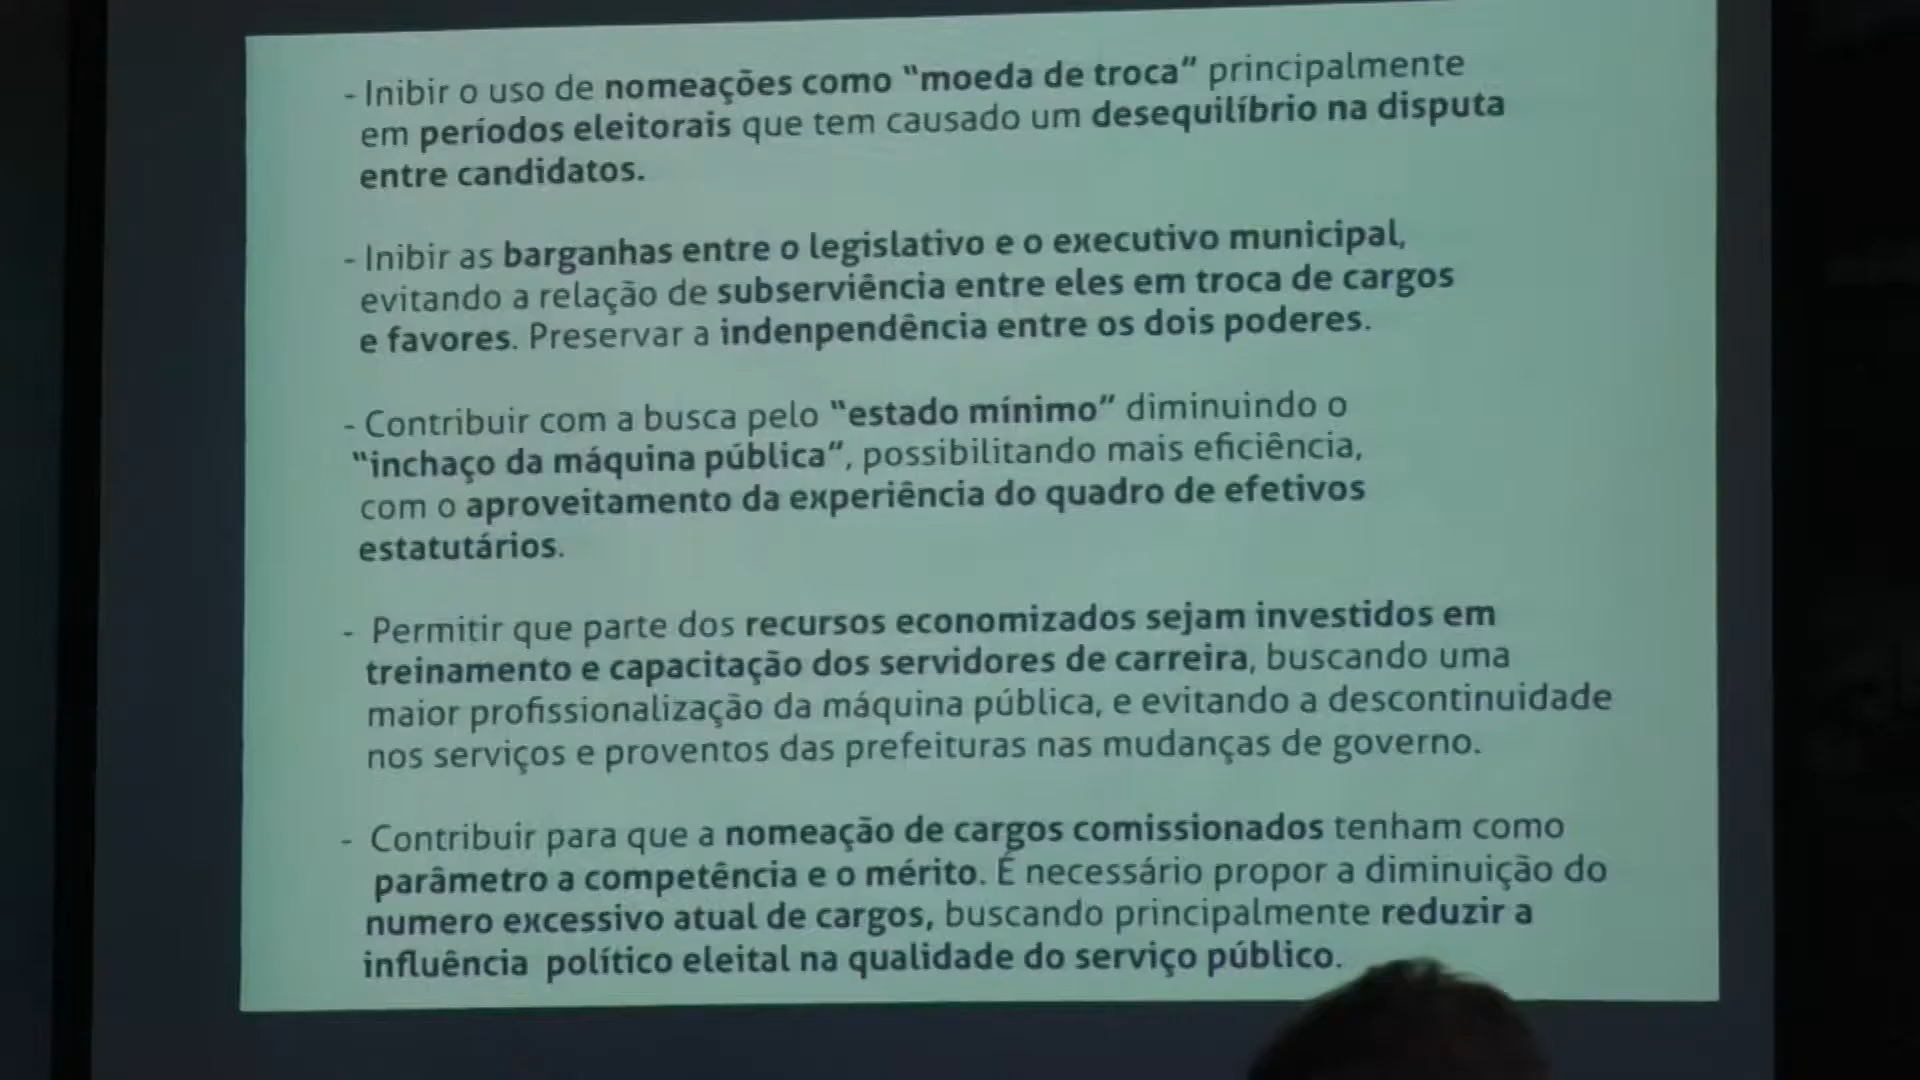 - Inibir o uso de nomeações como "moeda de troca" principalmente
em períodos eleitorais que tem causado um desequilíbrio na disputa
entre candidatos.
- Inibir as barganhas entre o legislativo e o executivo municipal,
evitando a relação de subserviência entre eles em troca de cargos
e favores. Preservar a indenpendência entre os dois poderes.
- Contribuir com a busca pelo "estado mínimo" diminuindo o
"inchaço da máquina pública", possibilitando mais eficiência,
com o aproveitamento da experiência do quadro de efetivos
estatutários.
- Permitir que parte dos recursos economizados sejam investidos em
treinamento e capacitação dos servidores de carreira, buscando uma
maior profissionalização da máquina pública, e evitando a descontinuidade
nos serviços e proventos das prefeituras nas mudanças de governo.
- Contribuir para que a nomeação de cargos comissionados tenham como
parâmetro a competência e o mérito. É necessário propor a diminuição do
numero excessivo atual de cargos, buscando principalmente reduzir a
influência político eleital na qualidade do serviço público.